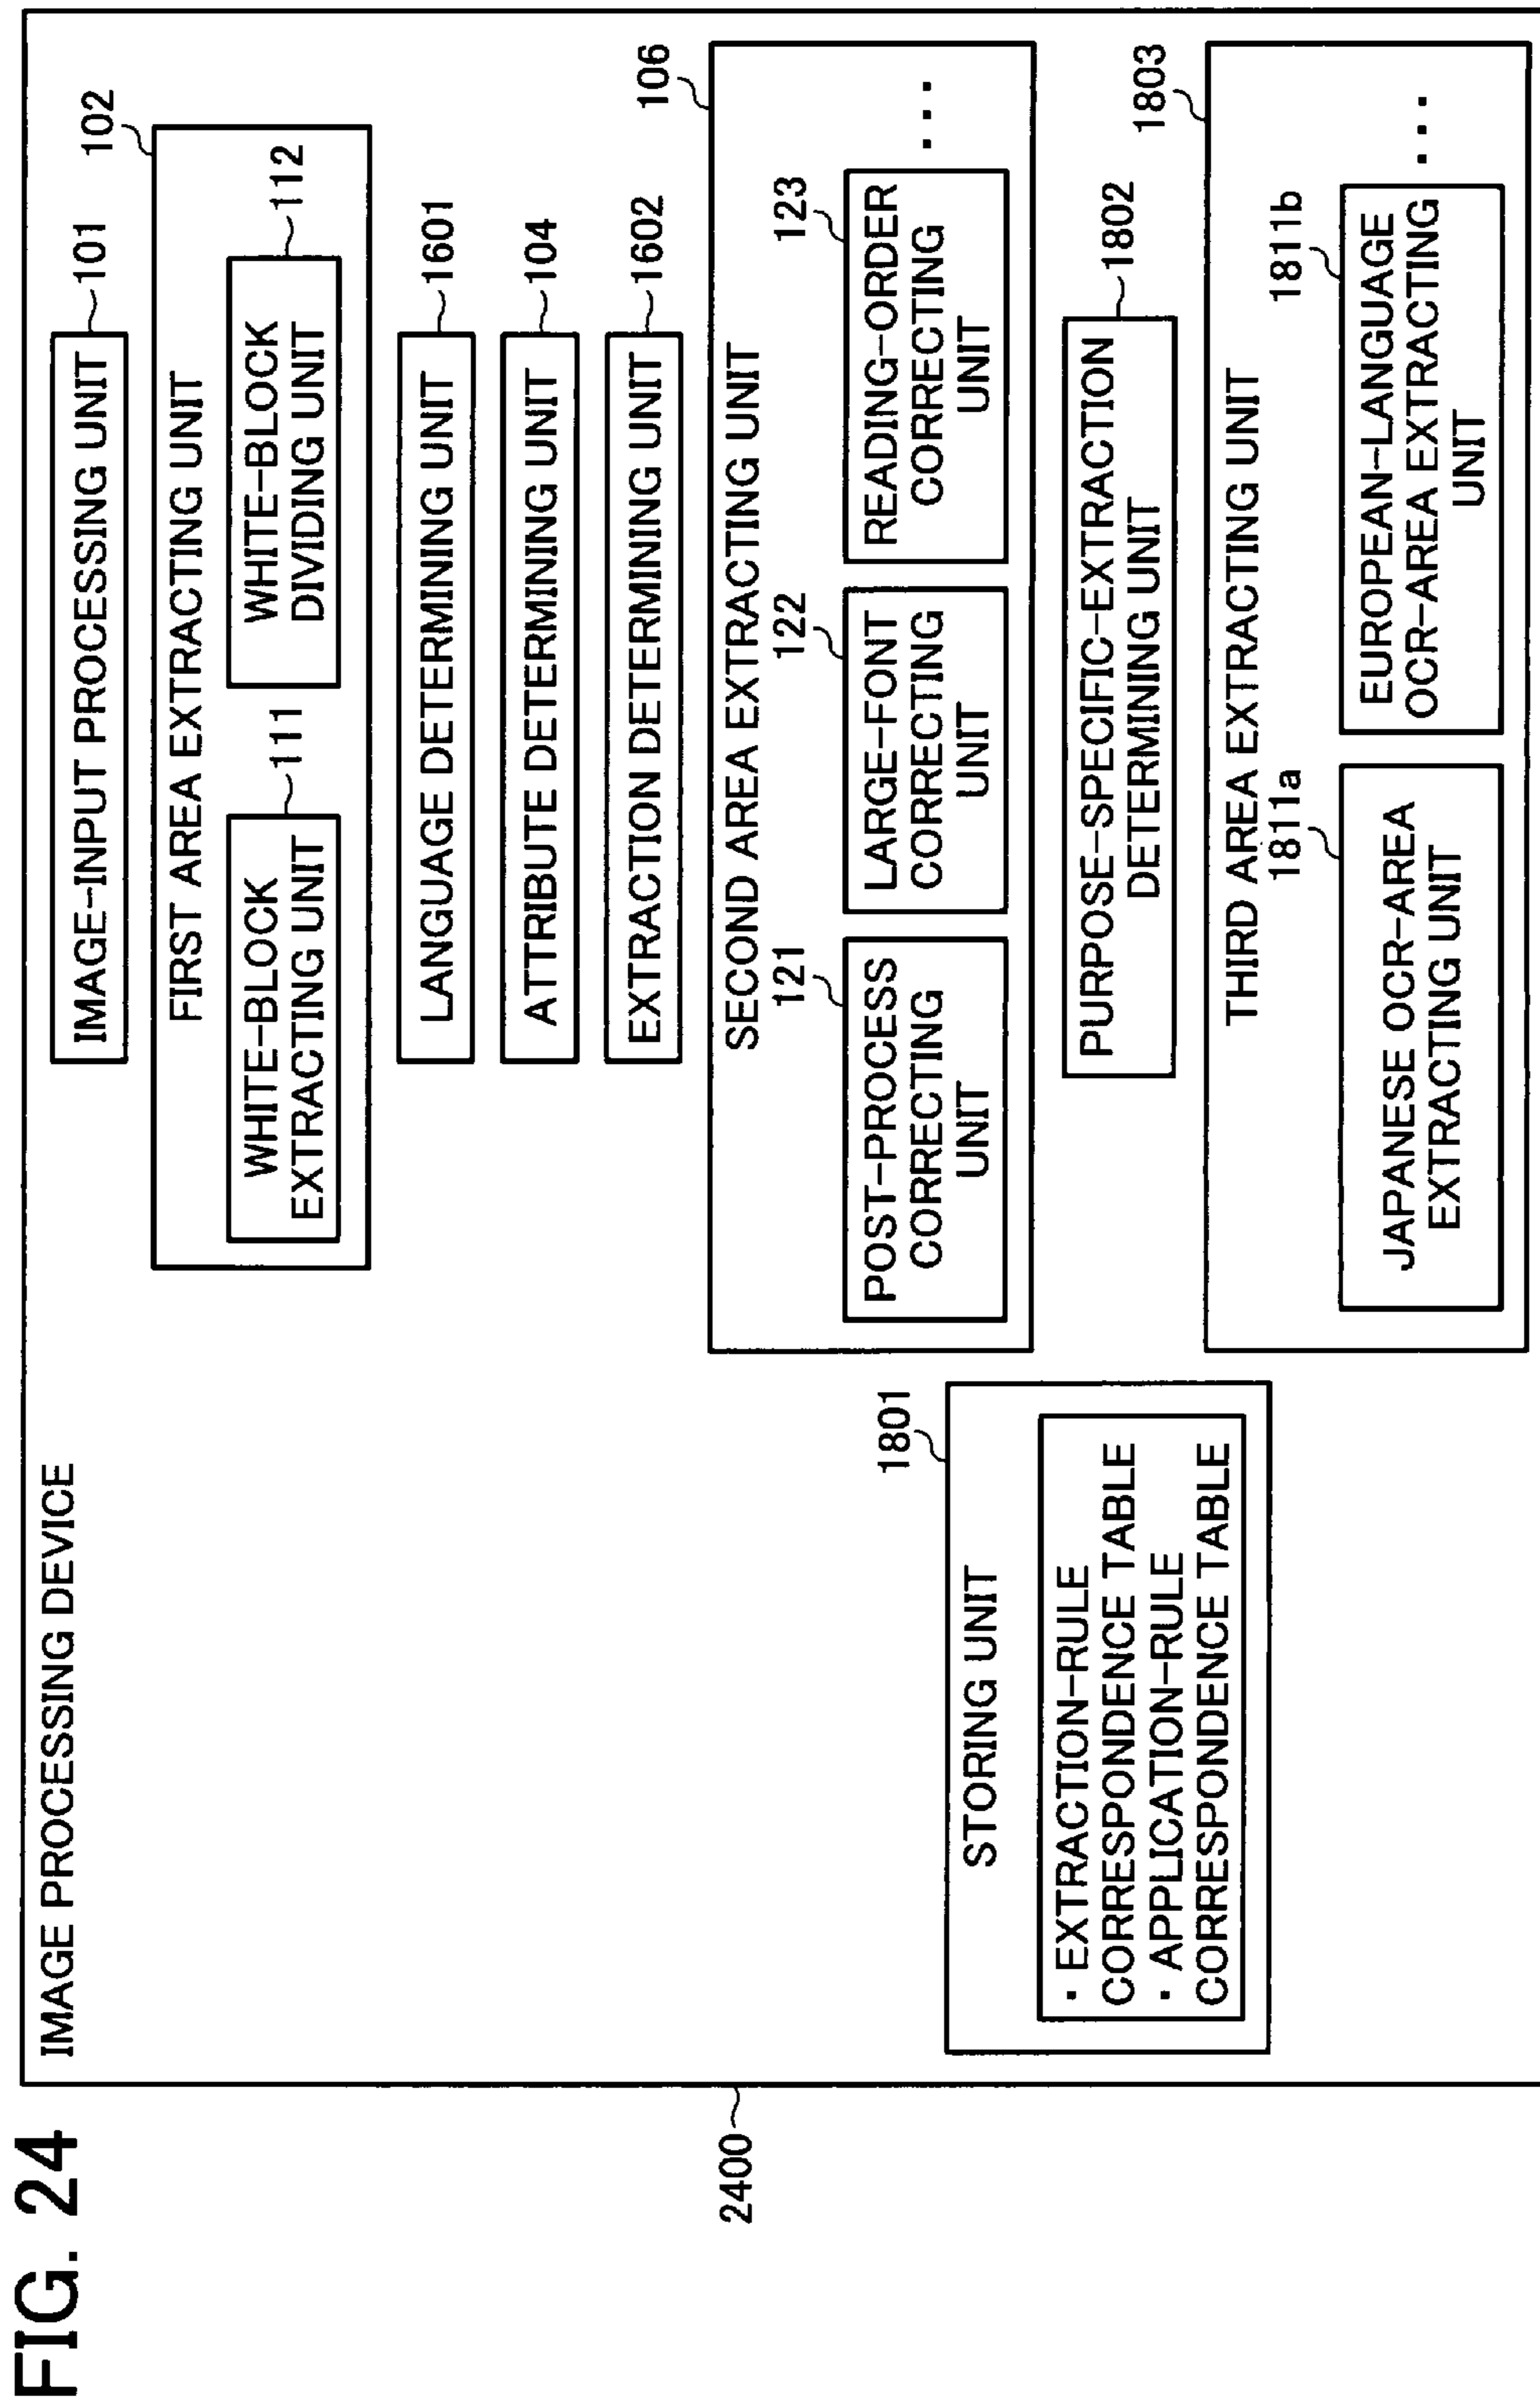 FIG. 24
2400
IMAGE PROCESSING DEVICE
IMAGE-INPUT PROCESSING UNIT
101
102
FIRST AREA EXTRACTING UNIT
111
WHITE-BLOCK
EXTRACTING UNIT
112
WHITE-BLOCK
DIVIDING UNIT
LANGUAGE DETERMINING UNIT
1601
ATTRIBUTE DETERMINING UNIT
104
EXTRACTION DETERMINING UNIT
1602
106
SECOND AREA EXTRACTING UNIT
121
POST-PROCESS
CORRECTING
UNIT
122
LARGE-FONT
CORRECTING
UNIT
123
READING-ORDER
CORRECTING
UNIT
...
1801
STORING UNIT
・EXTRACTION-RULE
CORRESPONDENCE TABLE
・APPLICATION-RULE
CORRESPONDENCE TABLE
PURPOSE-SPECIFIC-EXTRACTION
DETERMINING UNIT
1802
1803
THIRD AREA EXTRACTING UNIT
1811a
JAPANESE OCR-AREA
EXTRACTING UNIT
1811b
EUROPEAN-LANGUAGE
OCR-AREA EXTRACTING
UNIT
...